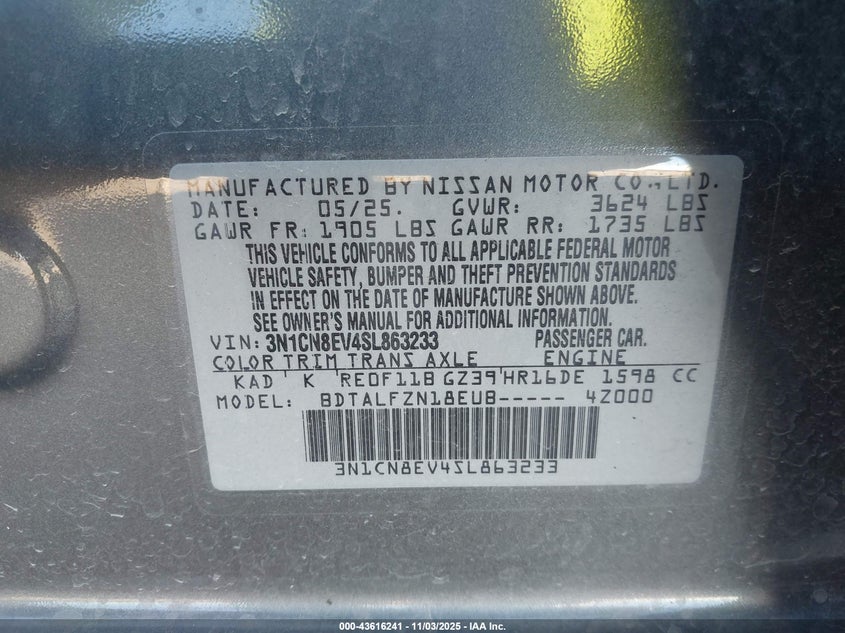 MANUFACTURED BY NISSAN MOTOR CO.,LTD.
DATE: 05/25. GVWR: 3624 LBS
GAWR FR: 1905 LBS GAWR RR: 1735 LBS
THIS VEHICLE CONFORMS TO ALL APPLICABLE FEDERAL MOTOR
VEHICLE SAFETY, BUMPER AND THEFT PREVENTION STANDARDS
IN EFFECT ON THE DATE OF MANUFACTURE SHOWN ABOVE.
SEE OWNER'S MANUAL FOR ADDITIONAL INFORMATION.
VIN: 3N1CN8EV4SL863233 PASSENGER CAR.
COLOR TRIM TRANS AXLE ENGINE
KAD K RE0F11B GZ39 HR16DE 1598 CC
MODEL: BDTALFZN18EUB----- 4Z000
3N1CN8EV4SL863233
000-43616241 - 11/03/2025 - IAA Inc.